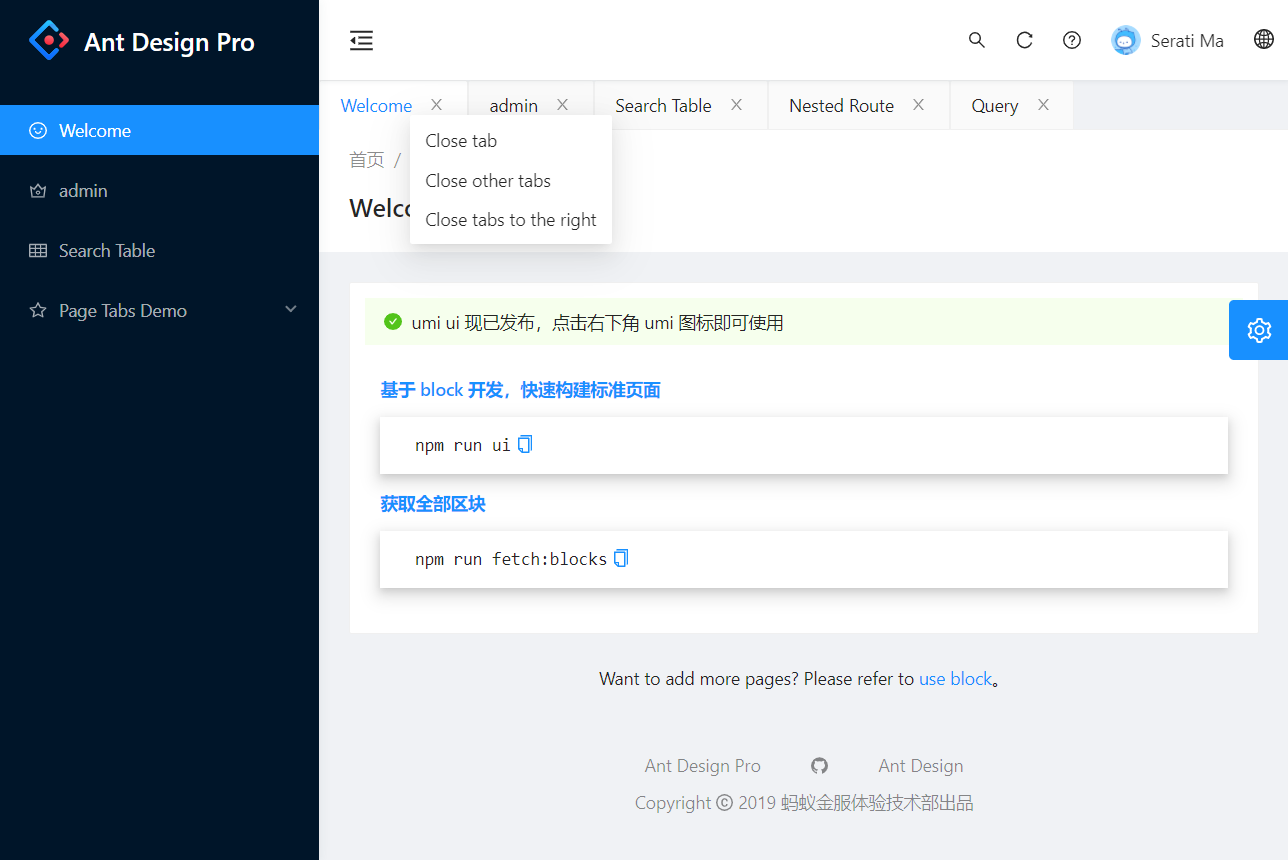 Ant Design Pro
Serati Ma
Welcome
admin
Search Table
Page Tabs Demo
Welcome admin Search Table Nested Route Query
首页 /
Close tab
Close other tabs
Close tabs to the right
umi ui 现已发布，点击右下角 umi 图标即可使用
基于 block 开发，快速构建标准页面
npm run ui
获取全部区块
npm run fetch:blocks
Want to add more pages? Please refer to use block。
Ant Design Pro Ant Design
Copyright © 2019 蚂蚁金服体验技术部出品